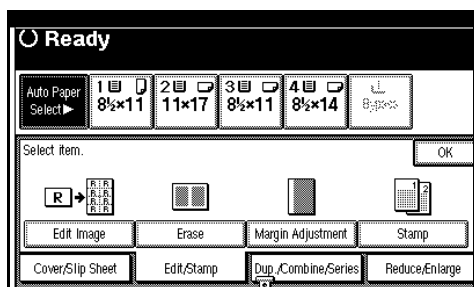 Ready
Auto Paper Select▶
1 8½×11
2 11×17
3 8½×11
4 8½×14
Select item.
OK
R → R R R R R R R R
1 2
Edit Image
Erase
Margin Adjustment
Stamp
Cover/Slip Sheet
Edit/Stamp
Dup./Combine/Series
Reduce/Enlarge